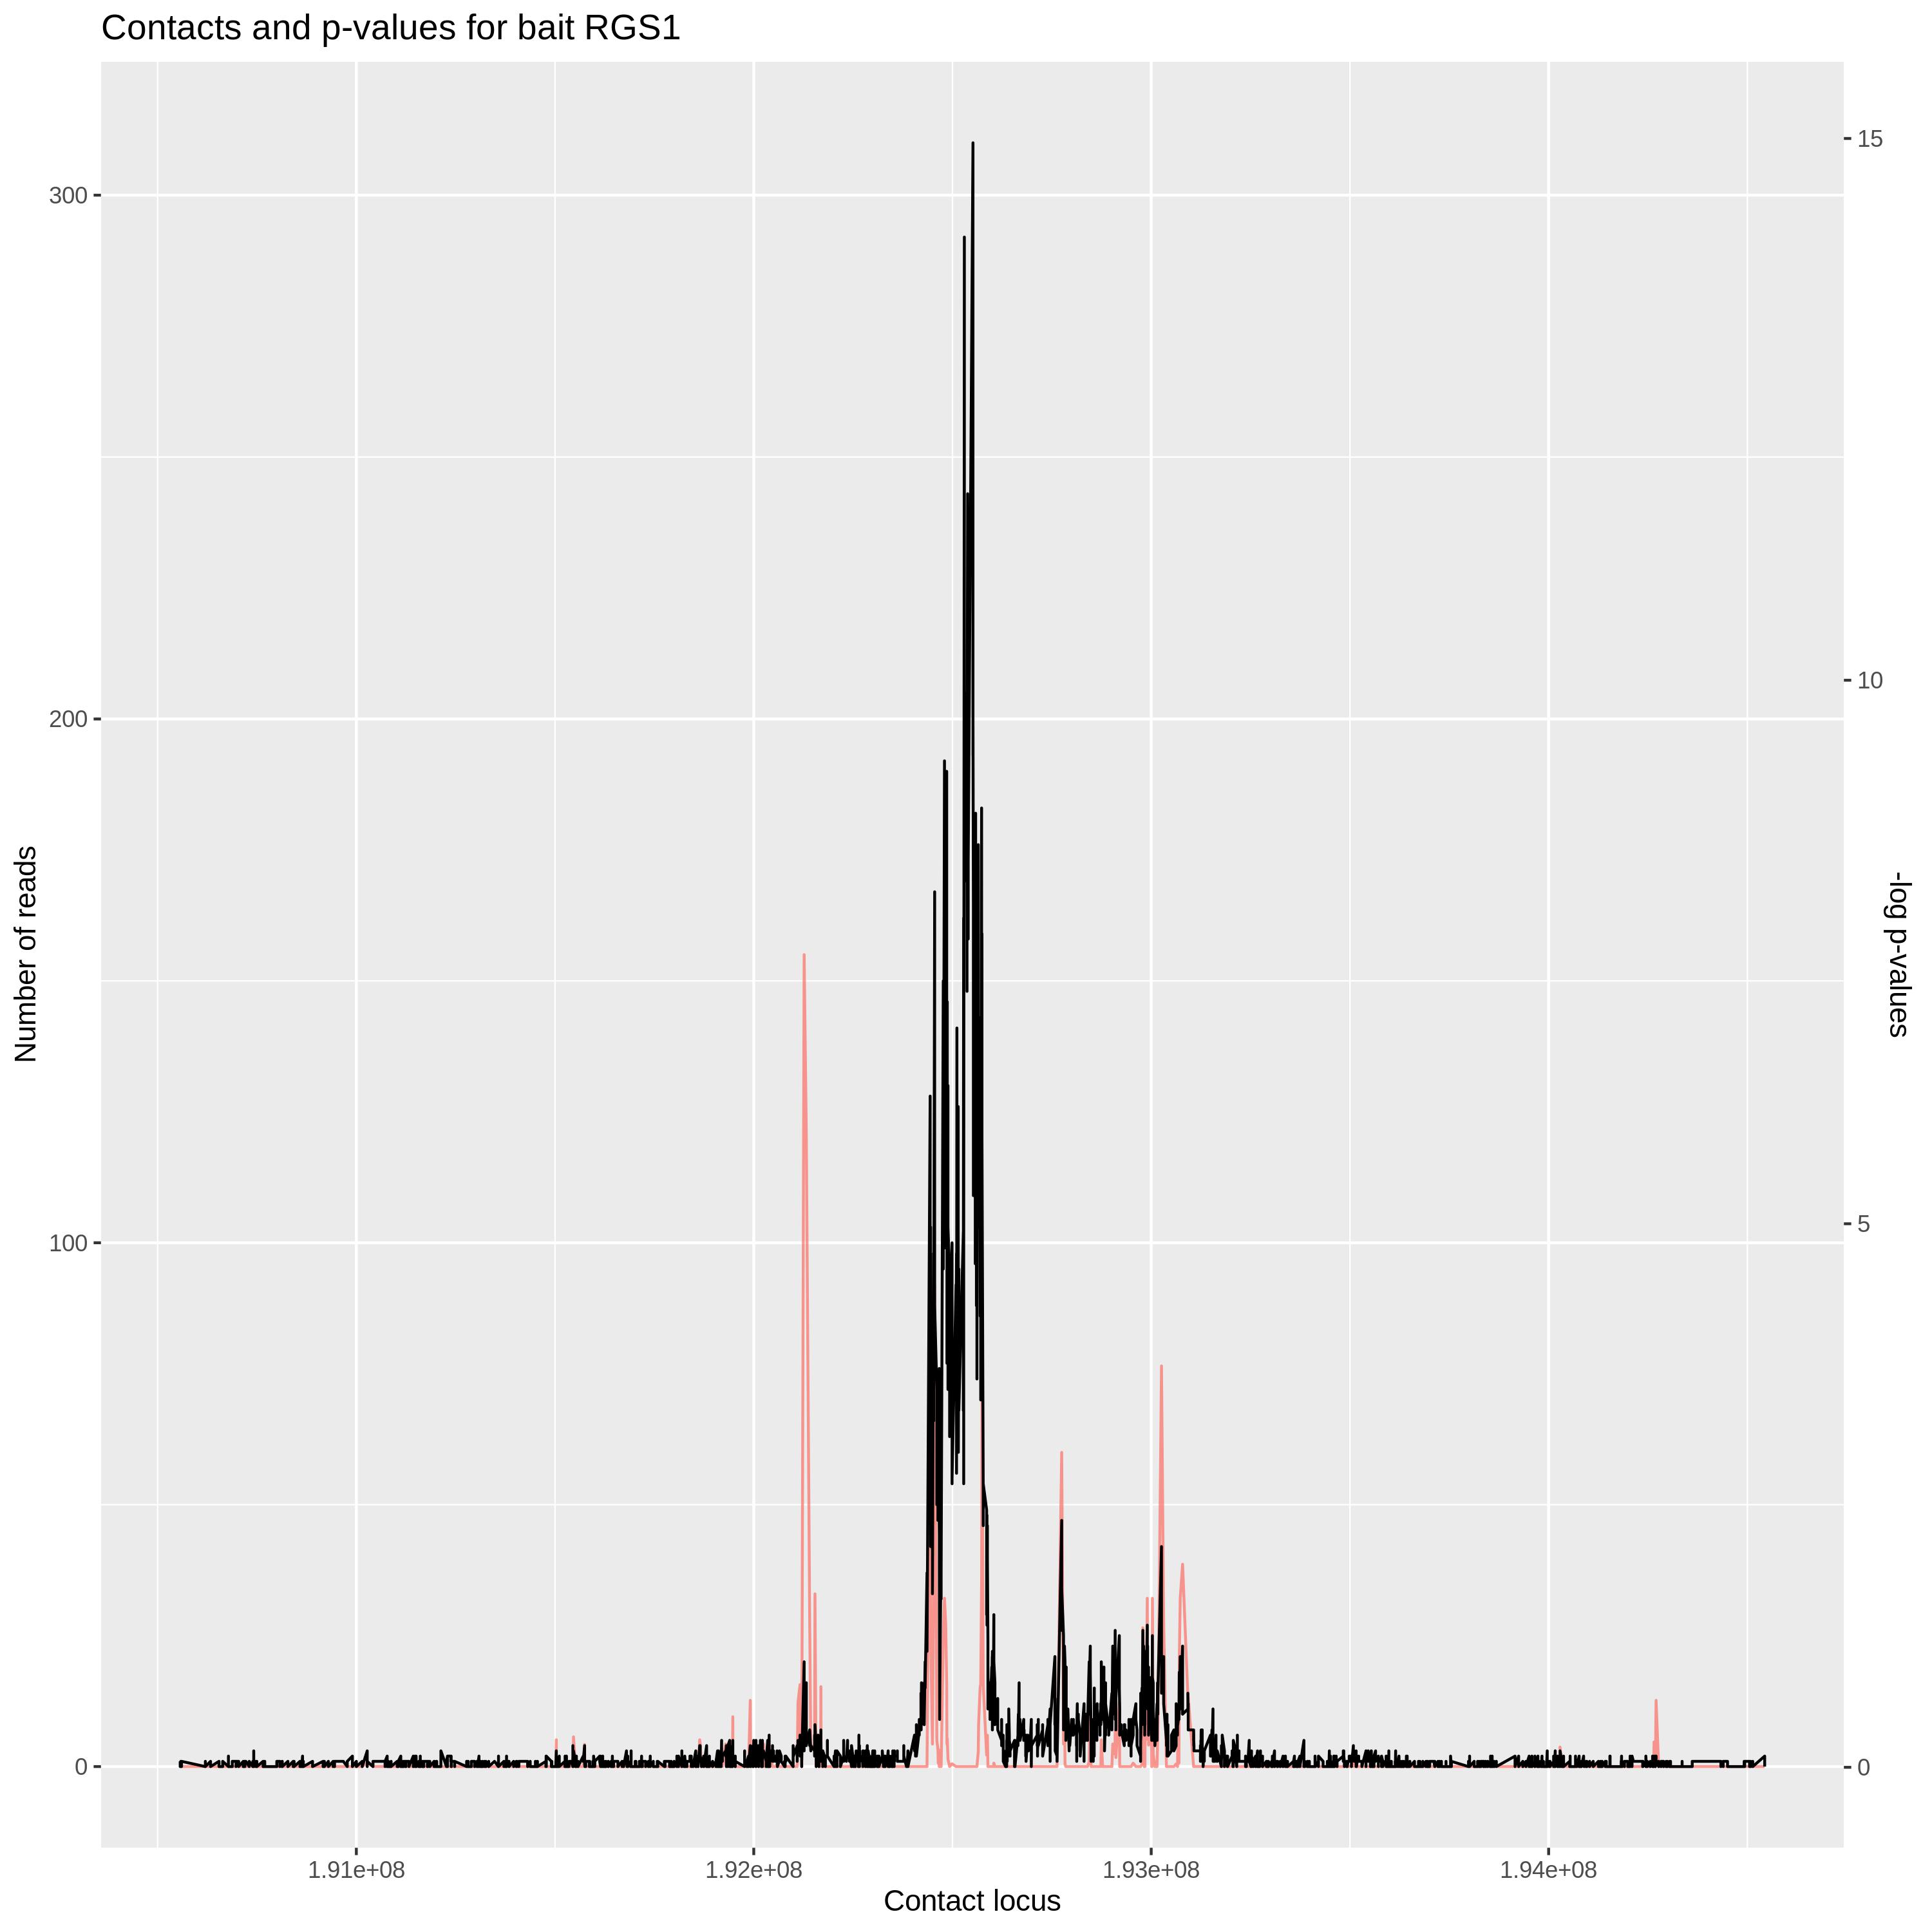 Contacts and p-values for bait RGS1
300
200
100
0
Number of reads
15
10
5
0
-log p-values
1.91e+08
1.92e+08
1.93e+08
1.94e+08
Contact locus